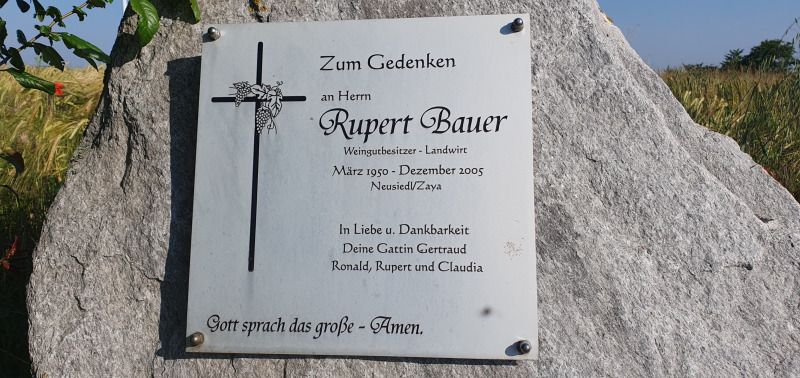 Zum Gedenken
an Herrn
Rupert Bauer
Weingutbesitzer - Landwirt
März 1950 - Dezember 2005
Neusiedl/Zaya
In Liebe u. Dankbarkeit
Deine Gattin Gertraud
Ronald, Rupert und Claudia
Gott sprach das große - Amen.